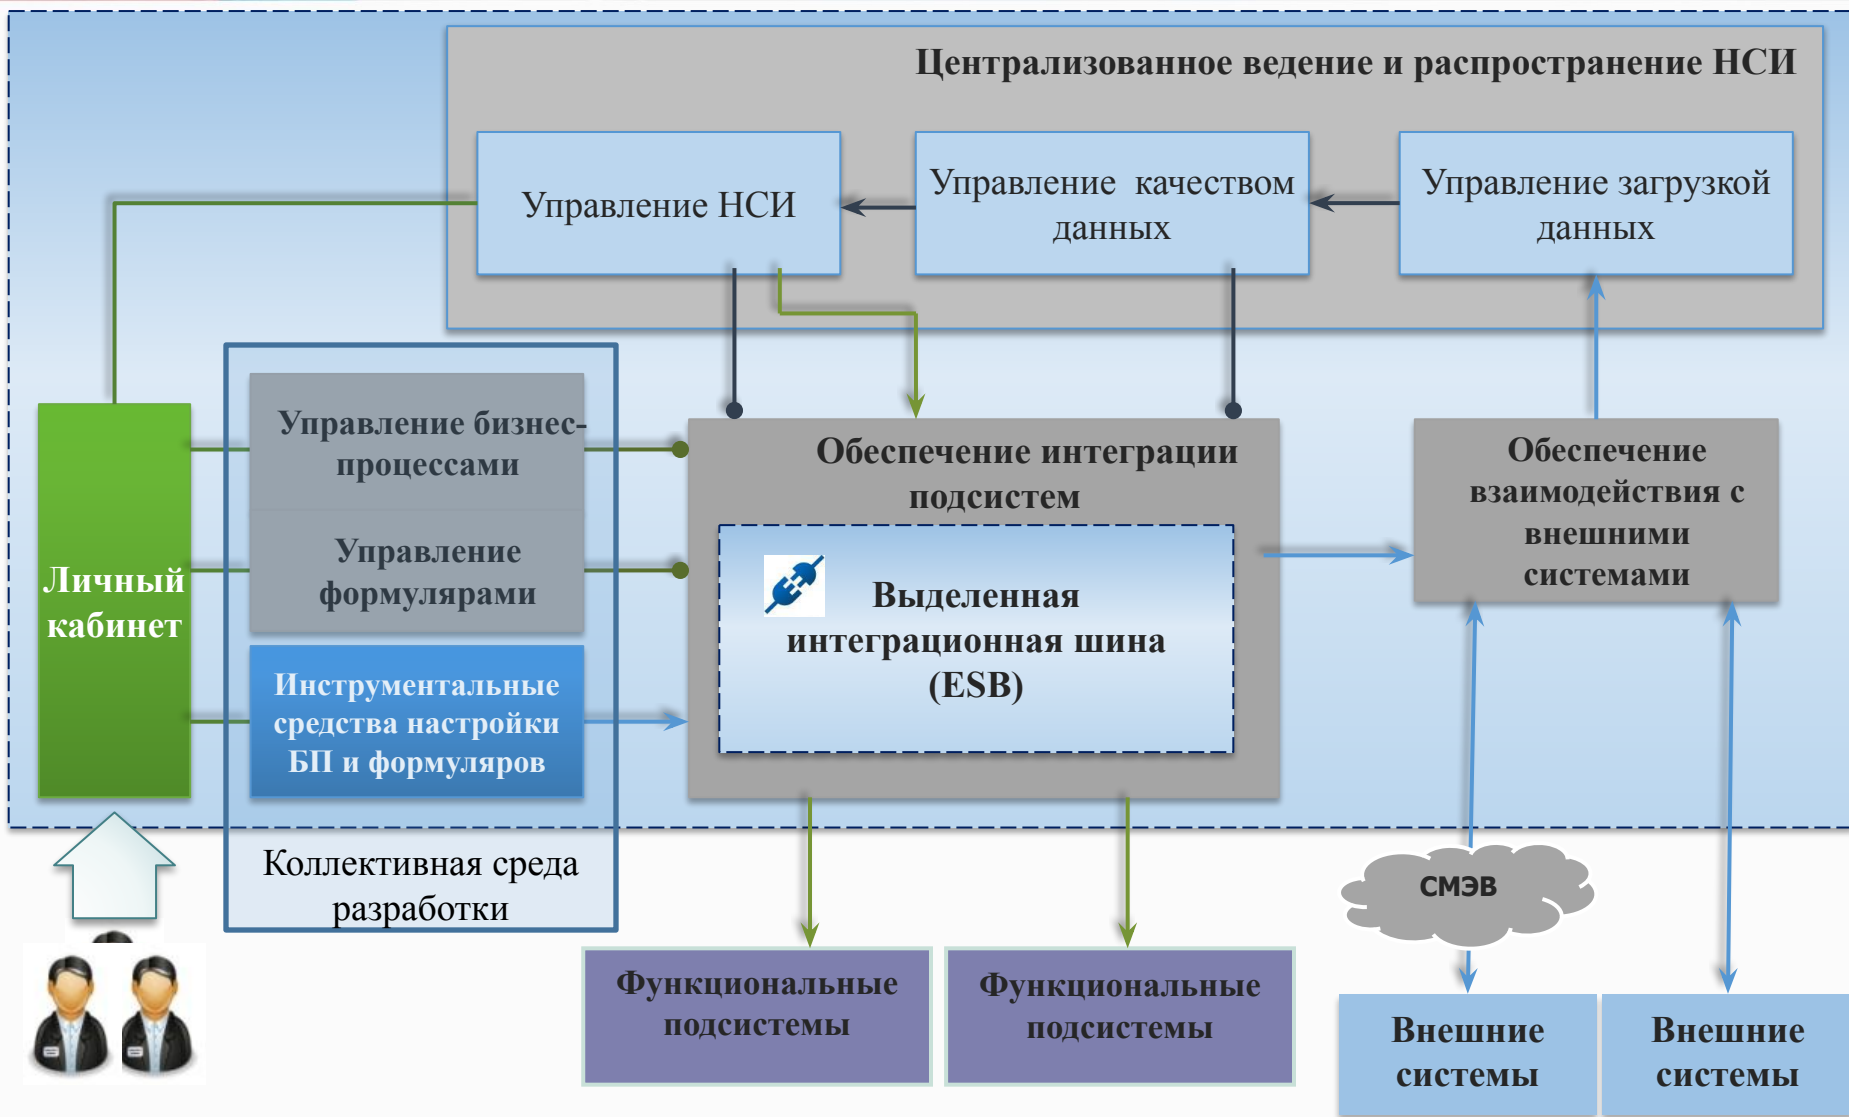 Централизованное ведение и распространение НСИ
Управление НСИ
Управление качеством
данных
Управление загрузкой
данных
Личный
кабинет
Управление бизнес-
процессами
Управление
формулярами
Инструментальные
средства настройки
БП и формуляров
Коллективная среда
разработки
Обеспечение интеграции
подсистем
Выделенная
интеграционная шина
(ESB)
Обеспечение
взаимодействия с
внешними
системами
СМЭВ
Функциональные
подсистемы
Функциональные
подсистемы
Внешние
системы
Внешние
системы